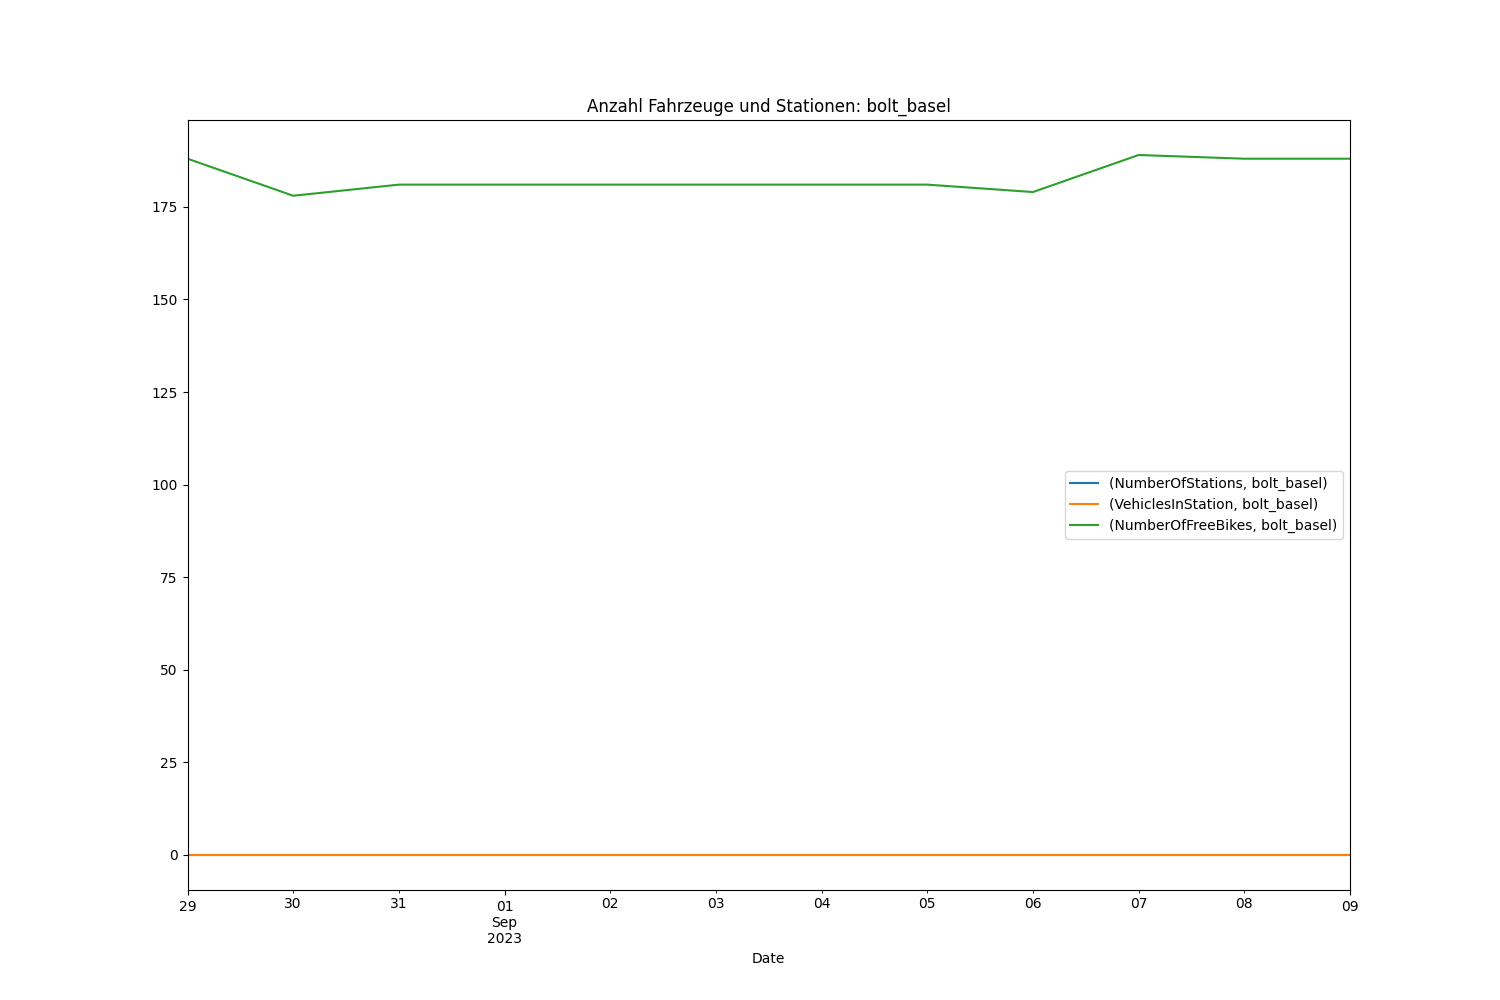 Anzahl Fahrzeuge und Stationen: bolt_basel
175
150
125
100
75
50
25
0
(NumberOfStations, bolt_basel)
(VehiclesInStation, bolt_basel)
(NumberOfFreeBikes, bolt_basel)
29 30 31 01 02 03 04 05 06 07 08 09
Sep
2023
Date